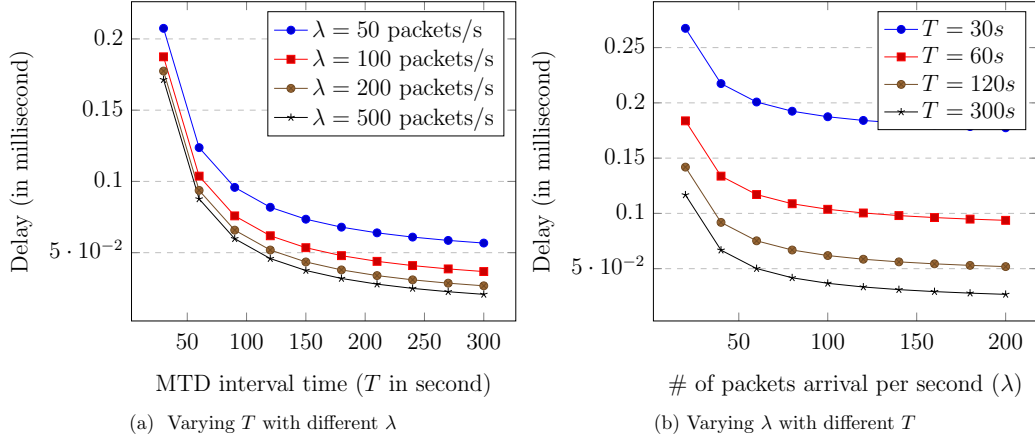 0.2
0.15
0.1
5 · 10⁻²
50 100 150 200 250 300
Delay (in millisecond)
MTD interval time (T in second)
λ = 50 packets/s
λ = 100 packets/s
λ = 200 packets/s
λ = 500 packets/s
(a) Varying T with different λ
0.25
0.2
0.15
0.1
5 · 10⁻²
50 100 150 200
Delay (in millisecond)
# of packets arrival per second (λ)
T = 30s
T = 60s
T = 120s
T = 300s
(b) Varying λ with different T